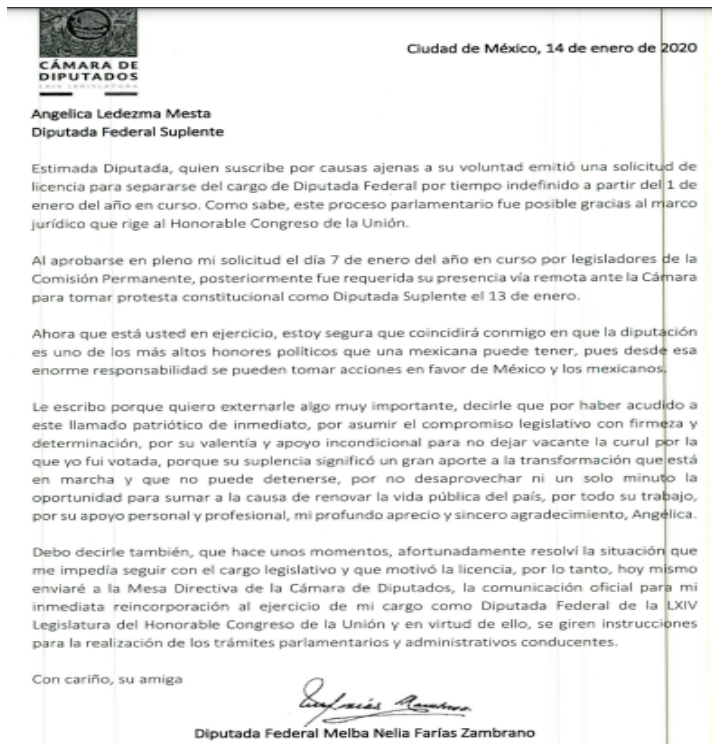 CÁMARA DE
DIPUTADOS
LXIV LEGISLATURA
Ciudad de México, 14 de enero de 2020
Angelica Ledezma Mesta
Diputada Federal Suplente
Estimada Diputada, quien suscribe por causas ajenas a su voluntad emitió una solicitud de
licencia para separarse del cargo de Diputada Federal por tiempo indefinido a partir del 1 de
enero del año en curso. Como sabe, este proceso parlamentario fue posible gracias al marco
jurídico que rige al Honorable Congreso de la Unión.
Al aprobarse en pleno mi solicitud el día 7 de enero del año en curso por legisladores de la
Comisión Permanente, posteriormente fue requerida su presencia vía remota ante la Cámara
para tomar protesta constitucional como Diputada Suplente el 13 de enero.
Ahora que está usted en ejercicio, estoy segura que coincidirá conmigo en que la diputación
es uno de los más altos honores políticos que una mexicana puede tener, pues desde esa
enorme responsabilidad se pueden tomar acciones en favor de México y los mexicanos.
Le escribo porque quiero externarle algo muy importante, decirle que por haber acudido a
este llamado patriótico de inmediato, por asumir el compromiso legislativo con firmeza y
determinación, por su valentía y apoyo incondicional para no dejar vacante la curul por la
que yo fui votada, porque su suplencia significó un gran aporte a la transformación que está
en marcha y que no puede detenerse, por no desaprovechar ni un solo minuto la
oportunidad para sumar a la causa de renovar la vida pública del país, por todo su trabajo,
por su apoyo personal y profesional, mi profundo aprecio y sincero agradecimiento, Angélica.
Debo decirle también, que hace unos momentos, afortunadamente resolví la situación que
me impedía seguir con el cargo legislativo y que motivó la licencia, por lo tanto, hoy mismo
enviaré a la Mesa Directiva de la Cámara de Diputados, la comunicación oficial para mi
inmediata reincorporación al ejercicio de mi cargo como Diputada Federal de la LXIV
Legislatura del Honorable Congreso de la Unión y en virtud de ello, se giren instrucciones
para la realización de los trámites parlamentarios y administrativos conducentes.
Con cariño, su amiga
Diputada Federal Melba Nelia Farías Zambrano